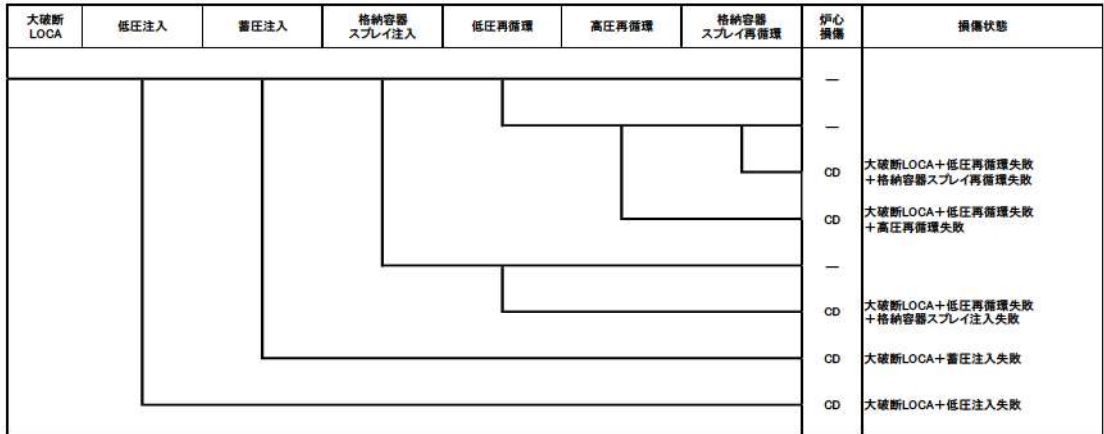 大破断
LOCA
低圧注入
蓄圧注入
格納容器
スプレイ注入
低圧再循環
高圧再循環
格納容器
スプレイ再循環
炉心
損傷
損傷状態
—
—
CD
大破断LOCA+低圧再循環失敗
+格納容器スプレイ再循環失敗
CD
大破断LOCA+低圧再循環失敗
+高圧再循環失敗
—
CD
大破断LOCA+低圧再循環失敗
+格納容器スプレイ注入失敗
CD
大破断LOCA+蓄圧注入失敗
CD
大破断LOCA+低圧注入失敗